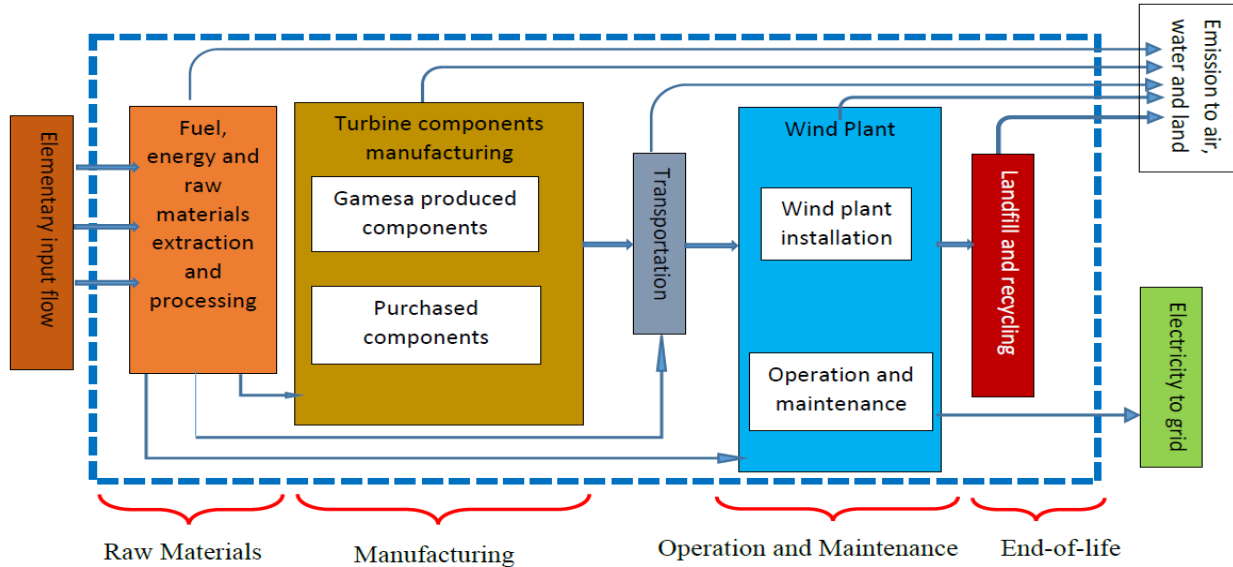 Elementary input flow
Fuel,
energy and
raw
materials
extraction
and
processing
Turbine components
manufacturing
Gamesa produced
components
Purchased
components
Transportation
Wind Plant
Wind plant
installation
Operation and
maintenance
Landfill and recycling
Emission to air,
water and land
Electricity to grid
Raw Materials
Manufacturing
Operation and Maintenance
End-of-life